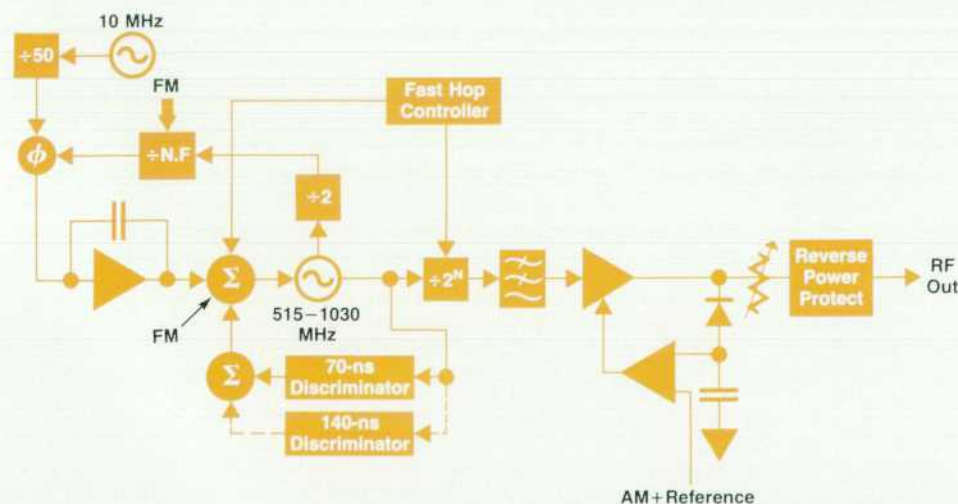 10 MHz
÷50
FM
Fast Hop
Controller
ϕ
÷N.F
÷2
Σ
÷2ᴺ
Reverse
Power
Protect
RF
Out
FM
515–1030
MHz
Σ
70-ns
Discriminator
140-ns
Discriminator
AM+Reference